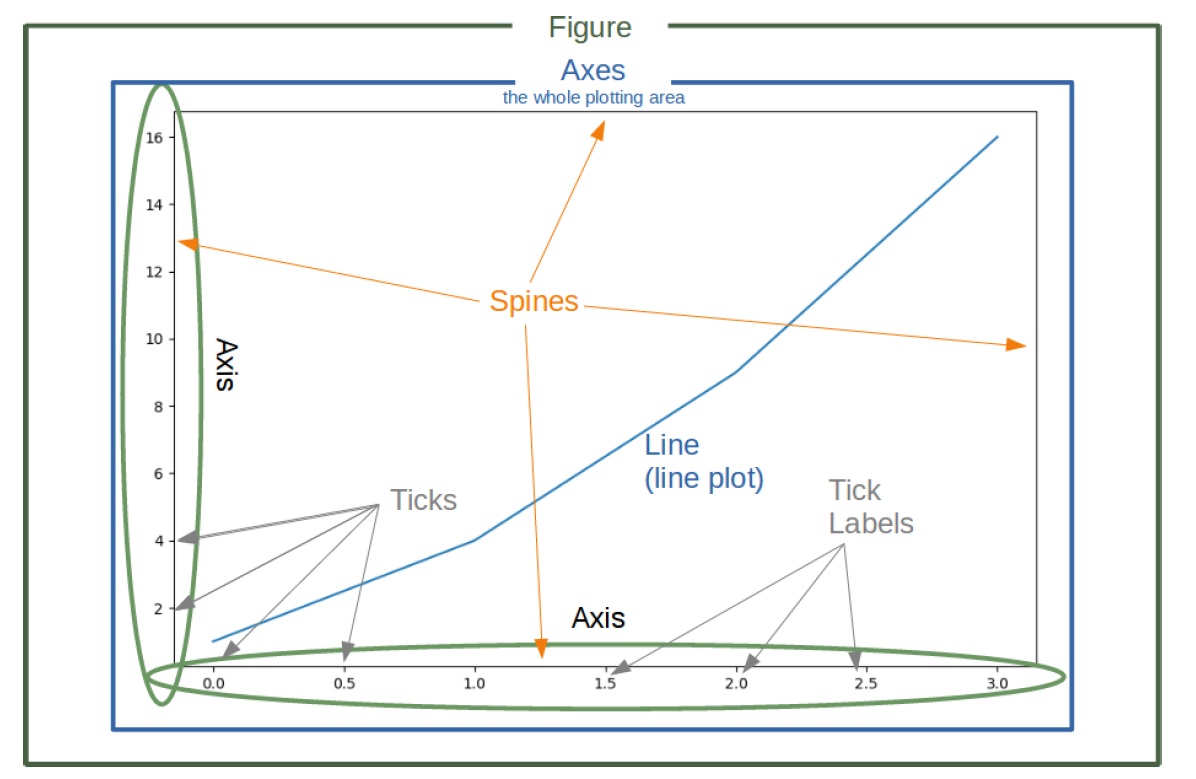 Figure
Axes
the whole plotting area
16
14
12
Spines
10
Axis
8
Line
(line plot)
6
Ticks
Tick
Labels
4
2
Axis
0.0 0.5 1.0 1.5 2.0 2.5 3.0